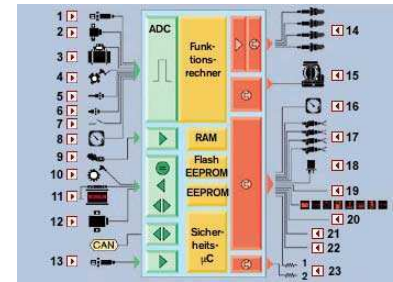 1
2
3
4
5
6
7
8
9
10
11
12
CAN
13
ADC
Funk-
tions-
rechner
RAM
Flash
EEPROM
EEPROM
Sicher-
heits-
µC
14
15
16
17
18
19
20
21
22
1
2
23